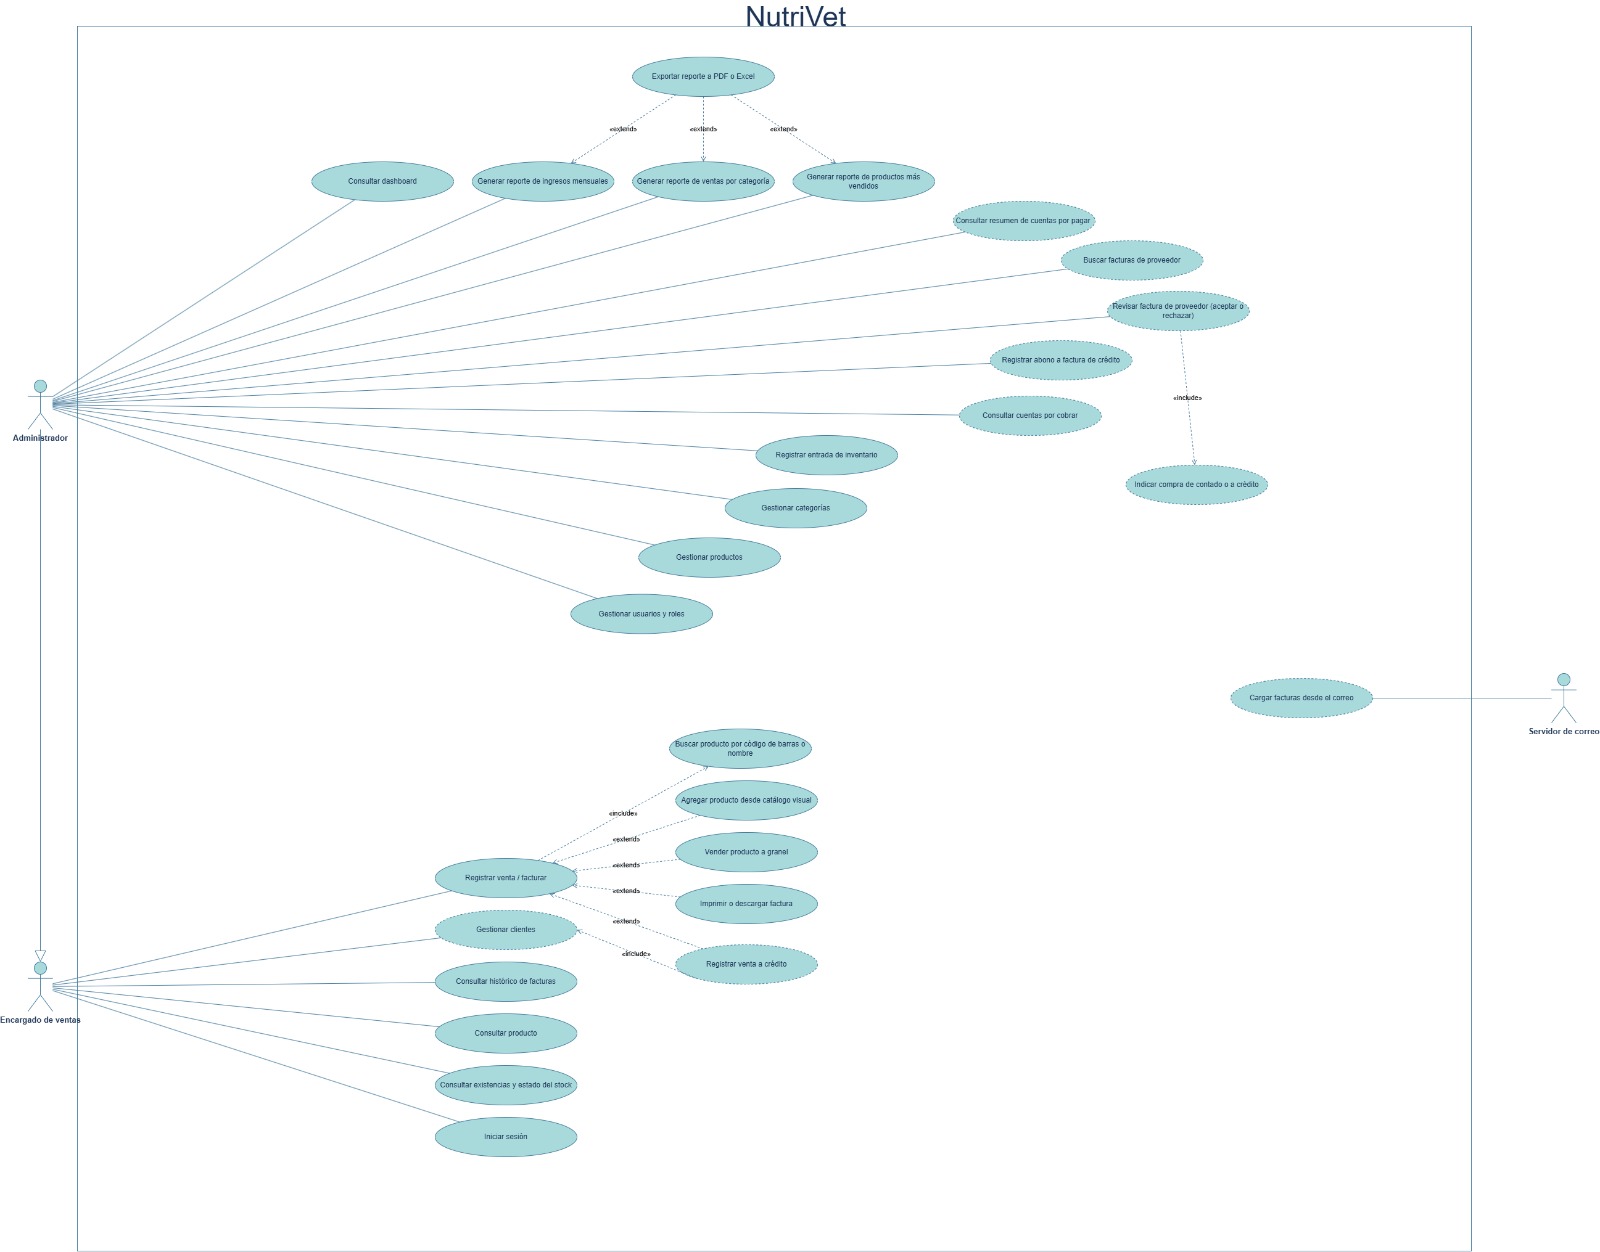 NutriVet
Exportar reporte a PDF o Excel
«extend»
«extend»
«extend»
Consultar dashboard
Generar reporte de ingresos mensuales
Generar reporte de ventas por categoría
Generar reporte de productos más
vendidos
Consultar resumen de cuentas por pagar
Buscar facturas de proveedor
Revisar factura de proveedor (aceptar o
rechazar)
Registrar abono a factura de crédito
«include»
Consultar cuentas por cobrar
Administrador
Registrar entrada de inventario
Indicar compra de contado o a crédito
Gestionar categorías
Gestionar productos
Gestionar usuarios y roles
Cargar facturas desde el correo
Servidor de correo
Buscar producto por código de barras o
nombre
Agregar producto desde catálogo visual
«include»
«extend»
Vender producto a granel
«extend»
Registrar venta / facturar
«extend»
Imprimir o descargar factura
«extend»
Gestionar clientes
«include»
Registrar venta a crédito
Consultar histórico de facturas
Encargado de ventas
Consultar producto
Consultar existencias y estado del stock
Iniciar sesión